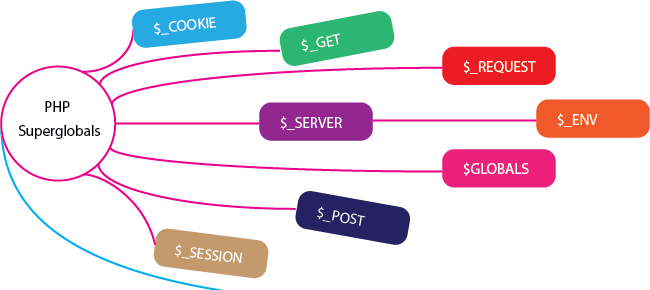 $_COOKIE
$_GET
$_REQUEST
PHP
Superglobals
$_SERVER
$_ENV
$GLOBALS
$_POST
$_SESSION